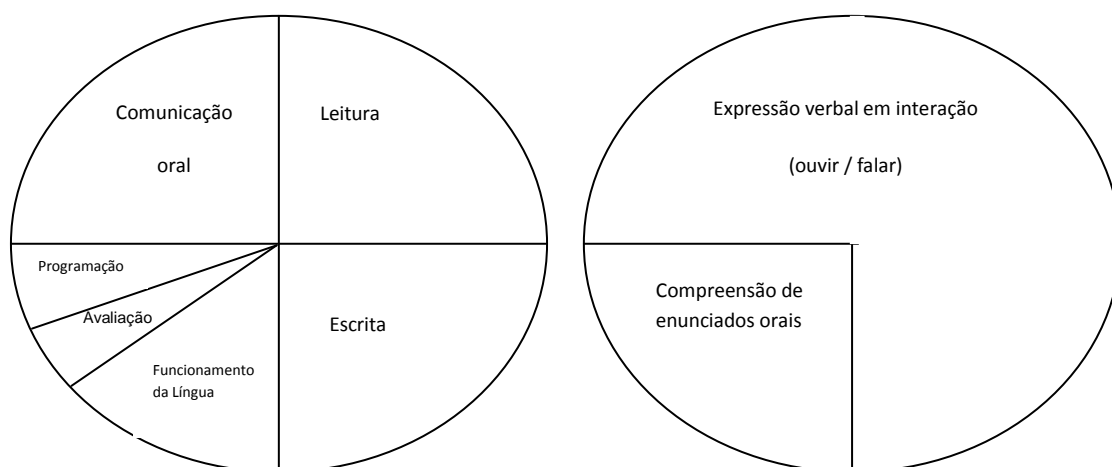 Comunicação
oral
Leitura
Programação
Avaliação
Funcionamento
da Língua
Escrita
Expressão verbal em interação
(ouvir / falar)
Compreensão de
enunciados orais